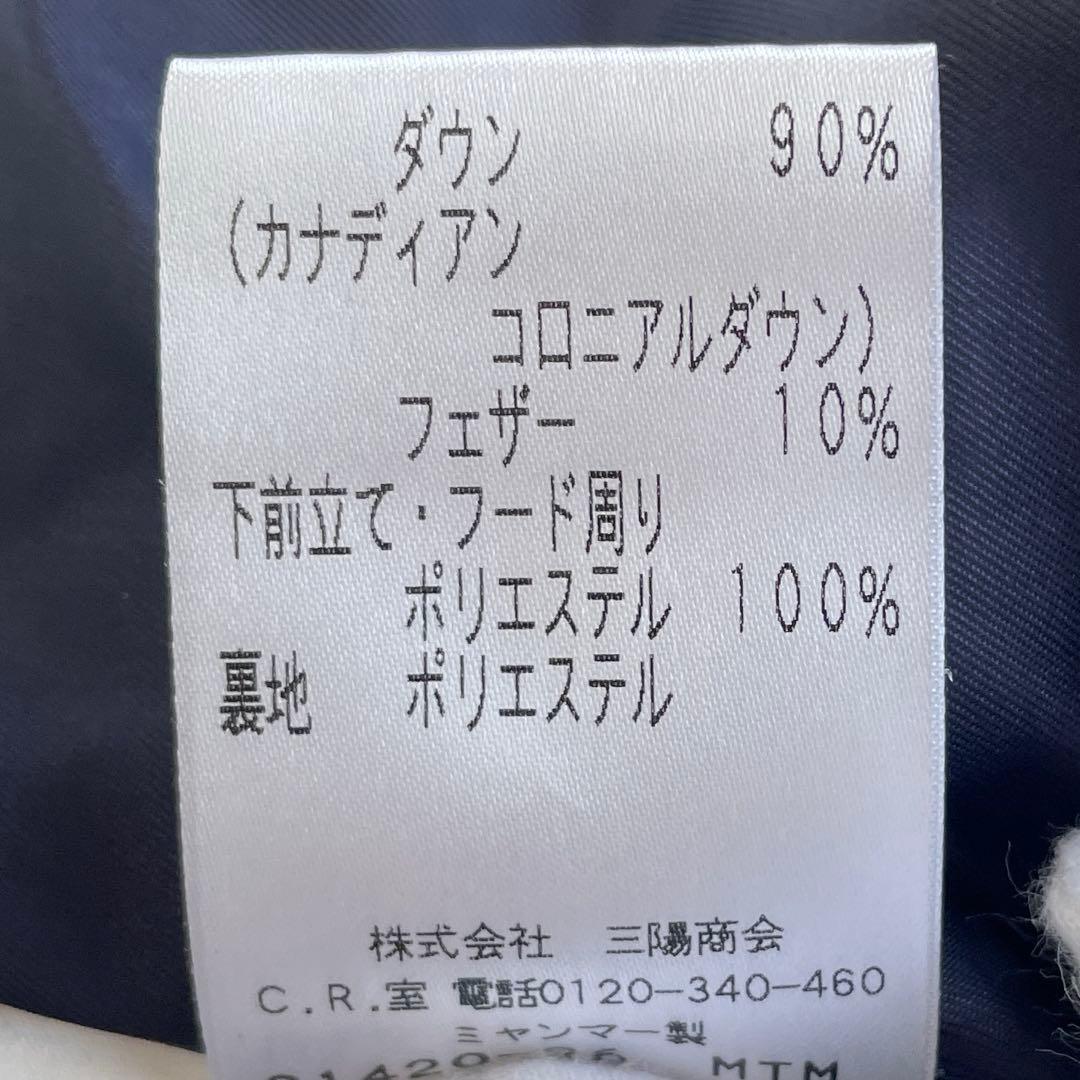 ダウン 90%
(カナディアン
コロニアルダウン)
フェザー 10%
下前立て・フード周り
ポリエステル 100%
裏地 ポリエステル
株式会社 三陽商会
C.R.室 電話0120-340-460
ミャンマー製
MTM